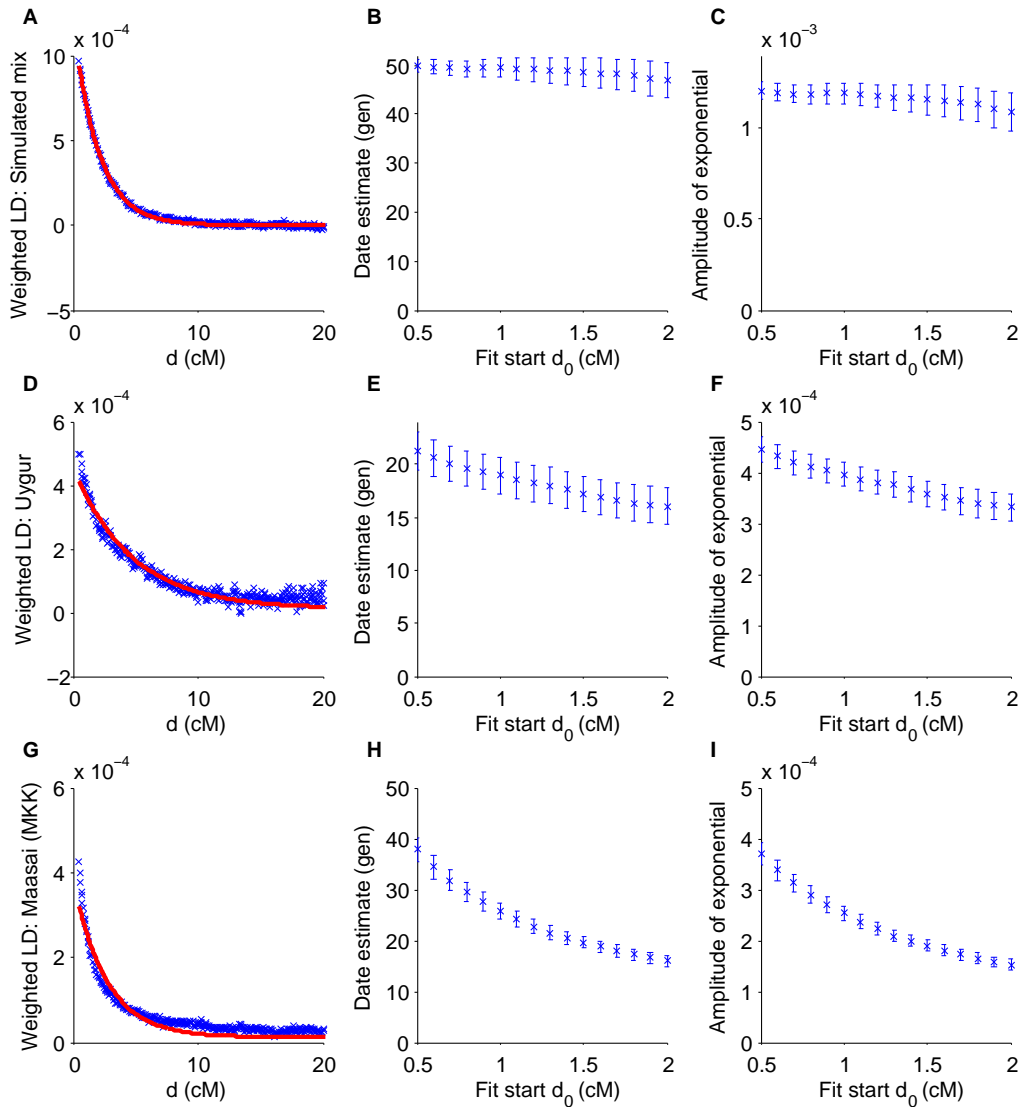 A
x 10⁻⁴
Weighted LD: Simulated mix
10
5
0
−5
0
10
20
d (cM)
B
Date estimate (gen)
50
40
30
20
10
0
0.5
1
1.5
2
Fit start d₀ (cM)
C
x 10⁻³
Amplitude of exponential
1
0.5
0
0.5
1
1.5
2
Fit start d₀ (cM)
D
x 10⁻⁴
Weighted LD: Uygur
6
4
2
0
−2
0
10
20
d (cM)
E
Date estimate (gen)
20
15
10
5
0
0.5
1
1.5
2
Fit start d₀ (cM)
F
x 10⁻⁴
Amplitude of exponential
5
4
3
2
1
0
0.5
1
1.5
2
Fit start d₀ (cM)
G
x 10⁻⁴
Weighted LD: Maasai (MKK)
6
4
2
0
0
10
20
d (cM)
H
Date estimate (gen)
50
40
30
20
10
0
0.5
1
1.5
2
Fit start d₀ (cM)
I
x 10⁻⁴
Amplitude of exponential
5
4
3
2
1
0
0.5
1
1.5
2
Fit start d₀ (cM)